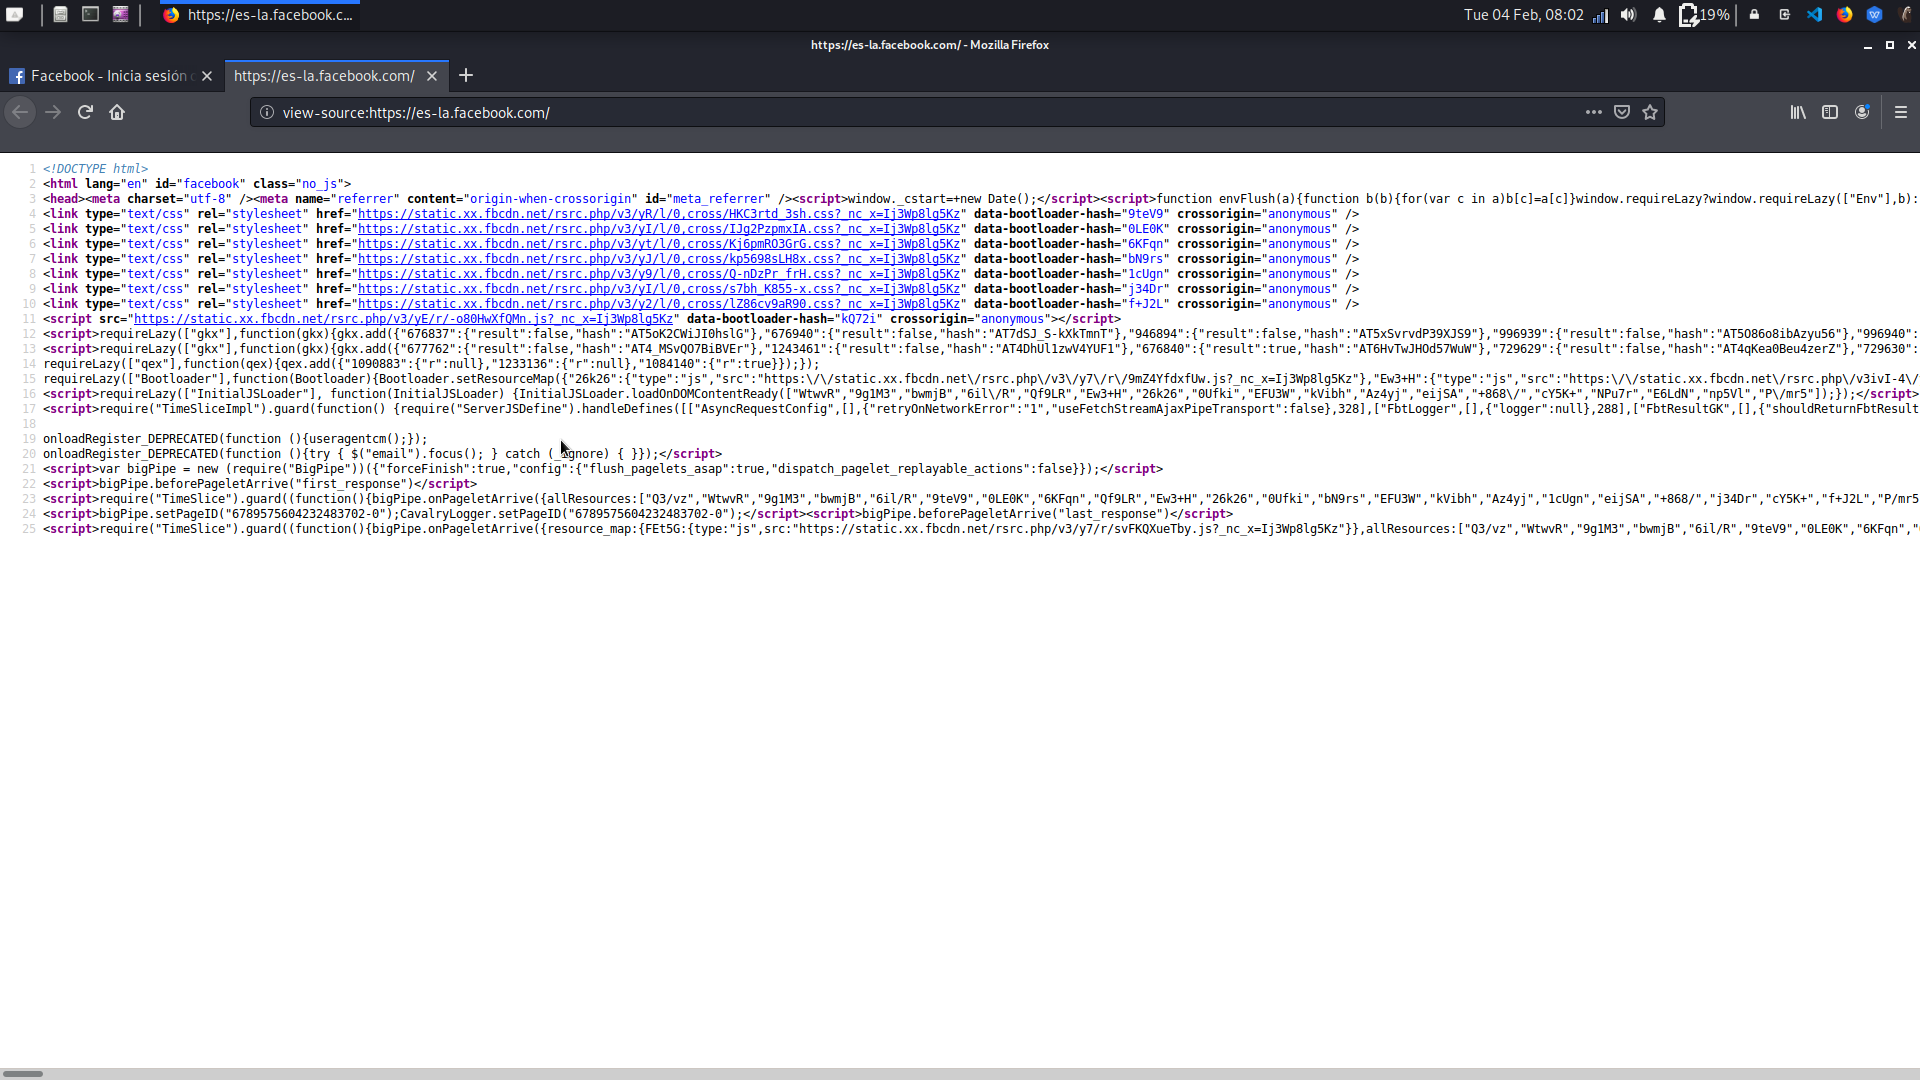 https://es-la.facebook.c...
Tue 04 Feb, 08:02
19%
https://es-la.facebook.com/ - Mozilla Firefox
Facebook - Inicia sesión
https://es-la.facebook.com/
view-source:https://es-la.facebook.com/
1 <!DOCTYPE html>
2 <html lang="en" id="facebook" class="no_js">
3 <head><meta charset="utf-8" /><meta name="referrer" content="origin-when-crossorigin" id="meta_referrer" /><script>window._cstart=+new Date();</script><script>function envFlush(a){function b(b){for(var c in a)b[c]=a[c]}window.requireLazy?window.requireLazy(["Env"],b):
4 <link type="text/css" rel="stylesheet" href="https://static.xx.fbcdn.net/rsrc.php/v3/yR/l/0,cross/HKC3rtd_3sh.css?_nc_x=Ij3Wp8lg5Kz" data-bootloader-hash="9teV9" crossorigin="anonymous" />
5 <link type="text/css" rel="stylesheet" href="https://static.xx.fbcdn.net/rsrc.php/v3/yI/l/0,cross/IJg2PzpmxIA.css?_nc_x=Ij3Wp8lg5Kz" data-bootloader-hash="0LE0K" crossorigin="anonymous" />
6 <link type="text/css" rel="stylesheet" href="https://static.xx.fbcdn.net/rsrc.php/v3/yt/l/0,cross/Kj6pmRO3GrG.css?_nc_x=Ij3Wp8lg5Kz" data-bootloader-hash="6KFqn" crossorigin="anonymous" />
7 <link type="text/css" rel="stylesheet" href="https://static.xx.fbcdn.net/rsrc.php/v3/yJ/l/0,cross/kp5698sLH8x.css?_nc_x=Ij3Wp8lg5Kz" data-bootloader-hash="bN9rs" crossorigin="anonymous" />
8 <link type="text/css" rel="stylesheet" href="https://static.xx.fbcdn.net/rsrc.php/v3/y9/l/0,cross/Q-nDzPr_frH.css?_nc_x=Ij3Wp8lg5Kz" data-bootloader-hash="1cUgn" crossorigin="anonymous" />
9 <link type="text/css" rel="stylesheet" href="https://static.xx.fbcdn.net/rsrc.php/v3/yI/l/0,cross/s7bh_K855-x.css?_nc_x=Ij3Wp8lg5Kz" data-bootloader-hash="j34Dr" crossorigin="anonymous" />
10 <link type="text/css" rel="stylesheet" href="https://static.xx.fbcdn.net/rsrc.php/v3/y2/l/0,cross/lZ86cv9aR90.css?_nc_x=Ij3Wp8lg5Kz" data-bootloader-hash="f+J2L" crossorigin="anonymous" />
11 <script src="https://static.xx.fbcdn.net/rsrc.php/v3/yE/r/-o80HwXfQMn.js?_nc_x=Ij3Wp8lg5Kz" data-bootloader-hash="kQ72i" crossorigin="anonymous"></script>
12 <script>requireLazy(["gkx"],function(gkx){gkx.add({"676837":{"result":false,"hash":"AT5oK2CWiJI0hslG"},"676940":{"result":false,"hash":"AT7dSJ_S-kXkTmnT"},"946894":{"result":false,"hash":"AT5xSvrvdP39XJS9"},"996939":{"result":false,"hash":"AT5O86o8ibAzyu56"},"996940":
13 <script>requireLazy(["gkx"],function(gkx){gkx.add({"677762":{"result":false,"hash":"AT4_MSvQO7BiBVEr"},"1243461":{"result":false,"hash":"AT4DhUl1zwV4YUF1"},"676840":{"result":true,"hash":"AT6HvTwJHOd57WuW"},"729629":{"result":false,"hash":"AT4qKea0Beu4zerZ"},"729630":
14 requireLazy(["qex"],function(qex){qex.add({"1090883":{"r":null},"1233136":{"r":null},"1084140":{"r":true}});});
15 requireLazy(["Bootloader"],function(Bootloader){Bootloader.setResourceMap({"26k26":{"type":"js","src":"https:\/\/static.xx.fbcdn.net\/rsrc.php\/v3\/y7\/r\/9mZ4YfdxfUw.js?_nc_x=Ij3Wp8lg5Kz"},"Ew3+H":{"type":"js","src":"https:\/\/static.xx.fbcdn.net\/rsrc.php\/v3ivI-4\/
16 <script>requireLazy(["InitialJSLoader"], function(InitialJSLoader) {InitialJSLoader.loadOnDOMContentReady(["WtwvR","9g1M3","bwmjB","6il\/R","9teV9","0LE0K","6KFqn","Qf9LR","Ew3+H","26k26","0Ufki","EFU3W","kVibh","Az4yj","eijSA","+868\/","cY5K+","NPu7r","E6LdN","np5Vl","P\/mr5"]);});</script>
17 <script>require("TimeSliceImpl").guard(function() {require("ServerJSDefine").handleDefines([["AsyncRequestConfig",[],{"retryOnNetworkError":"1","useFetchStreamAjaxPipeTransport":false},328],["FbtLogger",[],{"logger":null},288],["FbtResultGK",[],{"shouldReturnFbtResult
18
19 onloadRegister_DEPRECATED(function (){useragentcm();});
20 onloadRegister_DEPRECATED(function (){try { $("email").focus(); } catch (_ignore) { }});</script>
21 <script>var bigPipe = new (require("BigPipe"))({"forceFinish":true,"config":{"flush_pagelets_asap":true,"dispatch_pagelet_replayable_actions":false}});</script>
22 <script>bigPipe.beforePageletArrive("first_response")</script>
23 <script>require("TimeSlice").guard((function(){bigPipe.onPageletArrive({allResources:["Q3/vz","WtwvR","9g1M3","bwmjB","6il/R","9teV9","0LE0K","6KFqn","Qf9LR","Ew3+H","26k26","0Ufki","bN9rs","EFU3W","kVibh","Az4yj","1cUgn","eijSA","+868/","j34Dr","cY5K+","f+J2L","P/mr5
24 <script>bigPipe.setPageID("6789575604232483702-0");CavalryLogger.setPageID("6789575604232483702-0");</script><script>bigPipe.beforePageletArrive("last_response")</script>
25 <script>require("TimeSlice").guard((function(){bigPipe.onPageletArrive({resource_map:{FEt5G:{type:"js",src:"https://static.xx.fbcdn.net/rsrc.php/v3/y7/r/svFKQXueTby.js?_nc_x=Ij3Wp8lg5Kz"}},allResources:["Q3/vz","WtwvR","9g1M3","bwmjB","6il/R","9teV9","0LE0K","6KFqn","